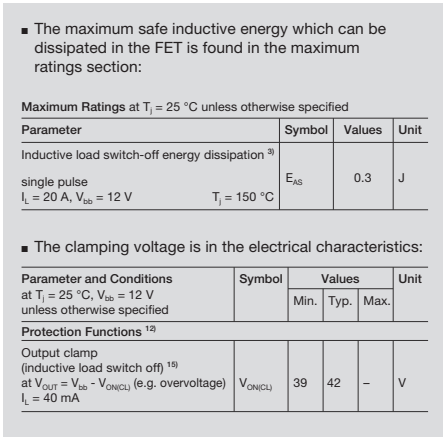 ■ The maximum safe inductive energy which can be
dissipated in the FET is found in the maximum
ratings section:
Maximum Ratings at Tj = 25 °C unless otherwise specified
Parameter Symbol Values Unit
Inductive load switch-off energy dissipation 3)
single pulse
IL = 20 A, Vbb = 12 V Tj = 150 °C EAS 0.3 J
■ The clamping voltage is in the electrical characteristics:
Parameter and Conditions Symbol Values Unit
at Tj = 25 °C, Vbb = 12 V Min. Typ. Max.
unless otherwise specified
Protection Functions 12)
Output clamp
(inductive load switch off) 15)
at VOUT = Vbb - VON(CL) (e.g. overvoltage) VON(CL) 39 42 – V
IL = 40 mA